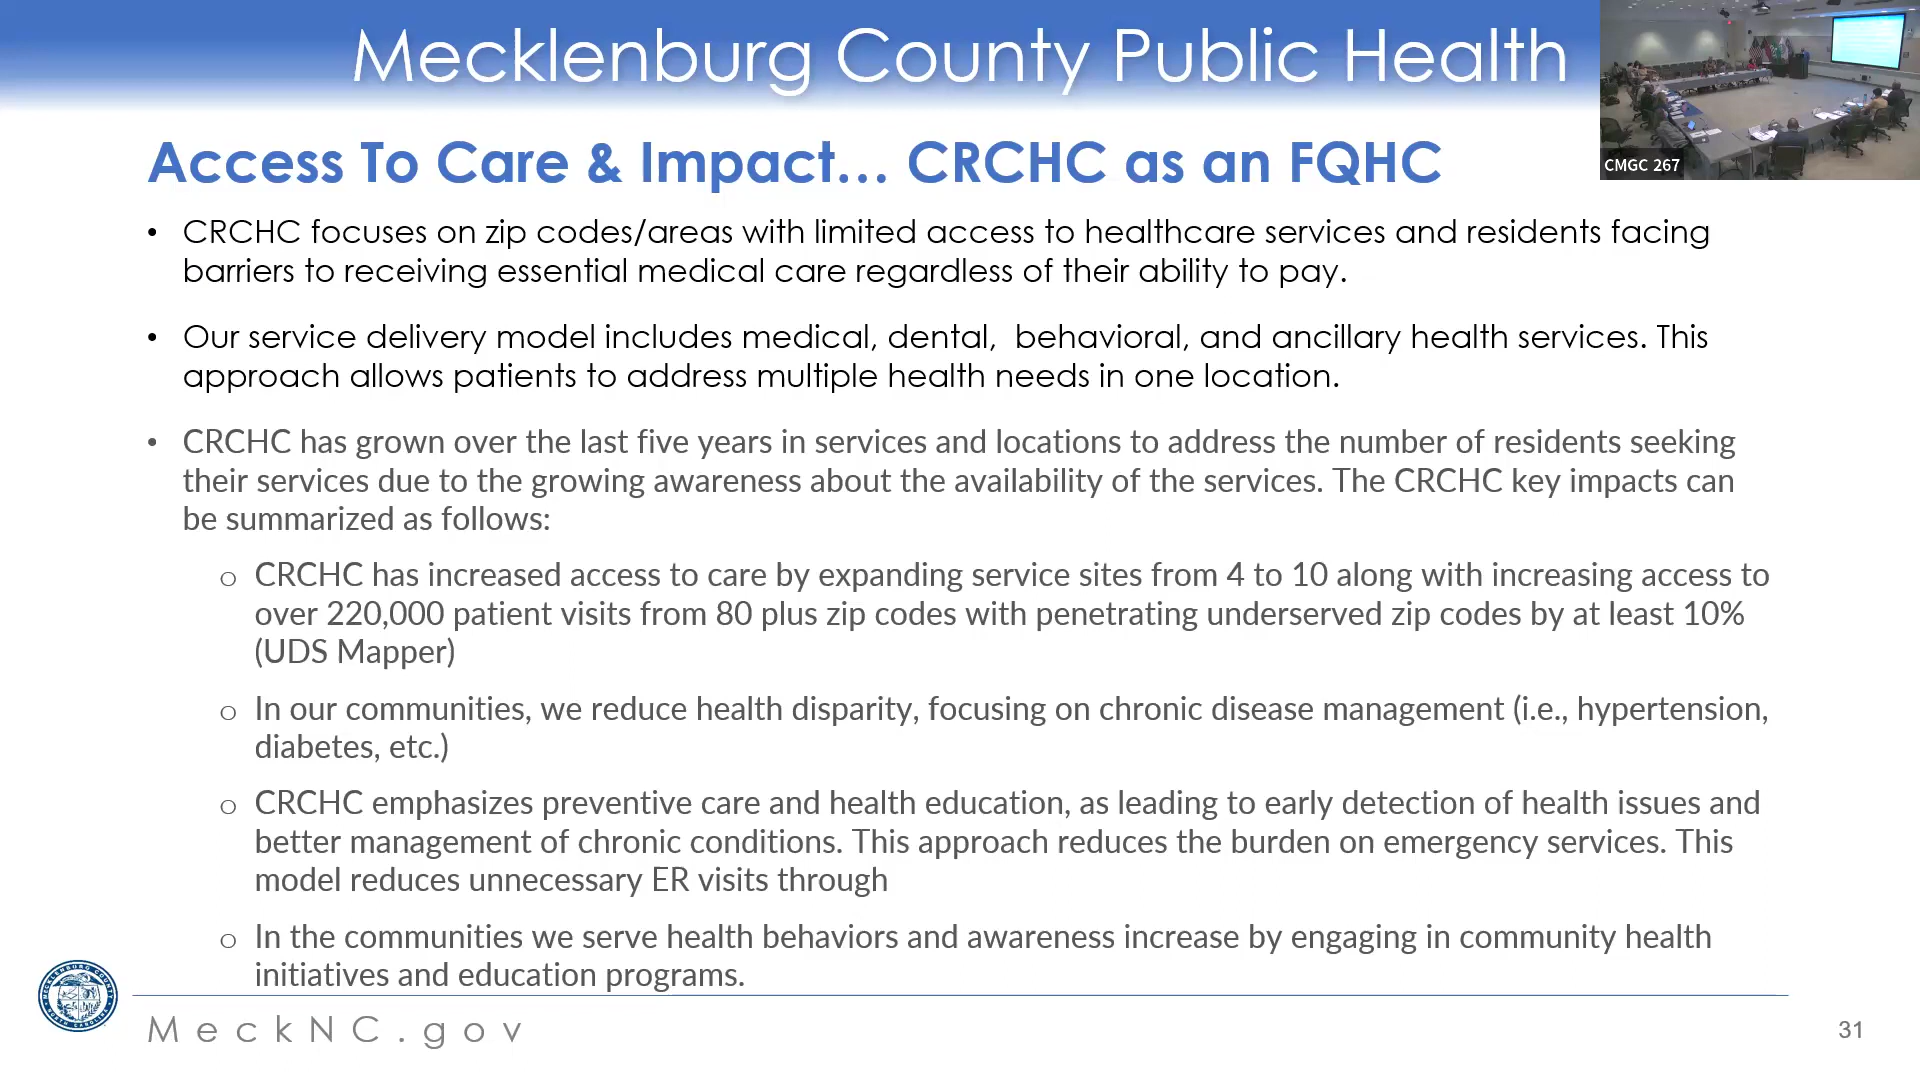 Mecklenburg County Public Health
CMGC 267
Access To Care & Impact… CRCHC as an FQHC
• CRCHC focuses on zip codes/areas with limited access to healthcare services and residents facing
barriers to receiving essential medical care regardless of their ability to pay.
• Our service delivery model includes medical, dental,  behavioral, and ancillary health services. This
approach allows patients to address multiple health needs in one location.
• CRCHC has grown over the last five years in services and locations to address the number of residents seeking
their services due to the growing awareness about the availability of the services. The CRCHC key impacts can
be summarized as follows:
o CRCHC has increased access to care by expanding service sites from 4 to 10 along with increasing access to
over 220,000 patient visits from 80 plus zip codes with penetrating underserved zip codes by at least 10%
(UDS Mapper)
o In our communities, we reduce health disparity, focusing on chronic disease management (i.e., hypertension,
diabetes, etc.)
o CRCHC emphasizes preventive care and health education, as leading to early detection of health issues and
better management of chronic conditions. This approach reduces the burden on emergency services. This
model reduces unnecessary ER visits through
o In the communities we serve health behaviors and awareness increase by engaging in community health
initiatives and education programs.
MECKLENBURG COUNTY
NORTH CAROLINA
MeckNC.gov
31